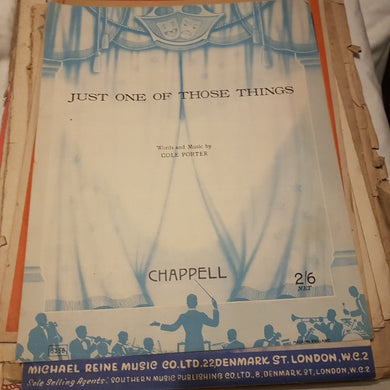 JUST ONE OF THOSE THINGS
Words and Music by
COLE PORTER
CHAPPELL
2/6
NET
MICHAEL REINE MUSIC CO.LTD. 22, DENMARK ST. LONDON, W.C.2
Sole Selling Agents: SOUTHERN MUSIC PUBLISHING CO.LTD., 8, DENMARK ST. LONDON, W.C.2